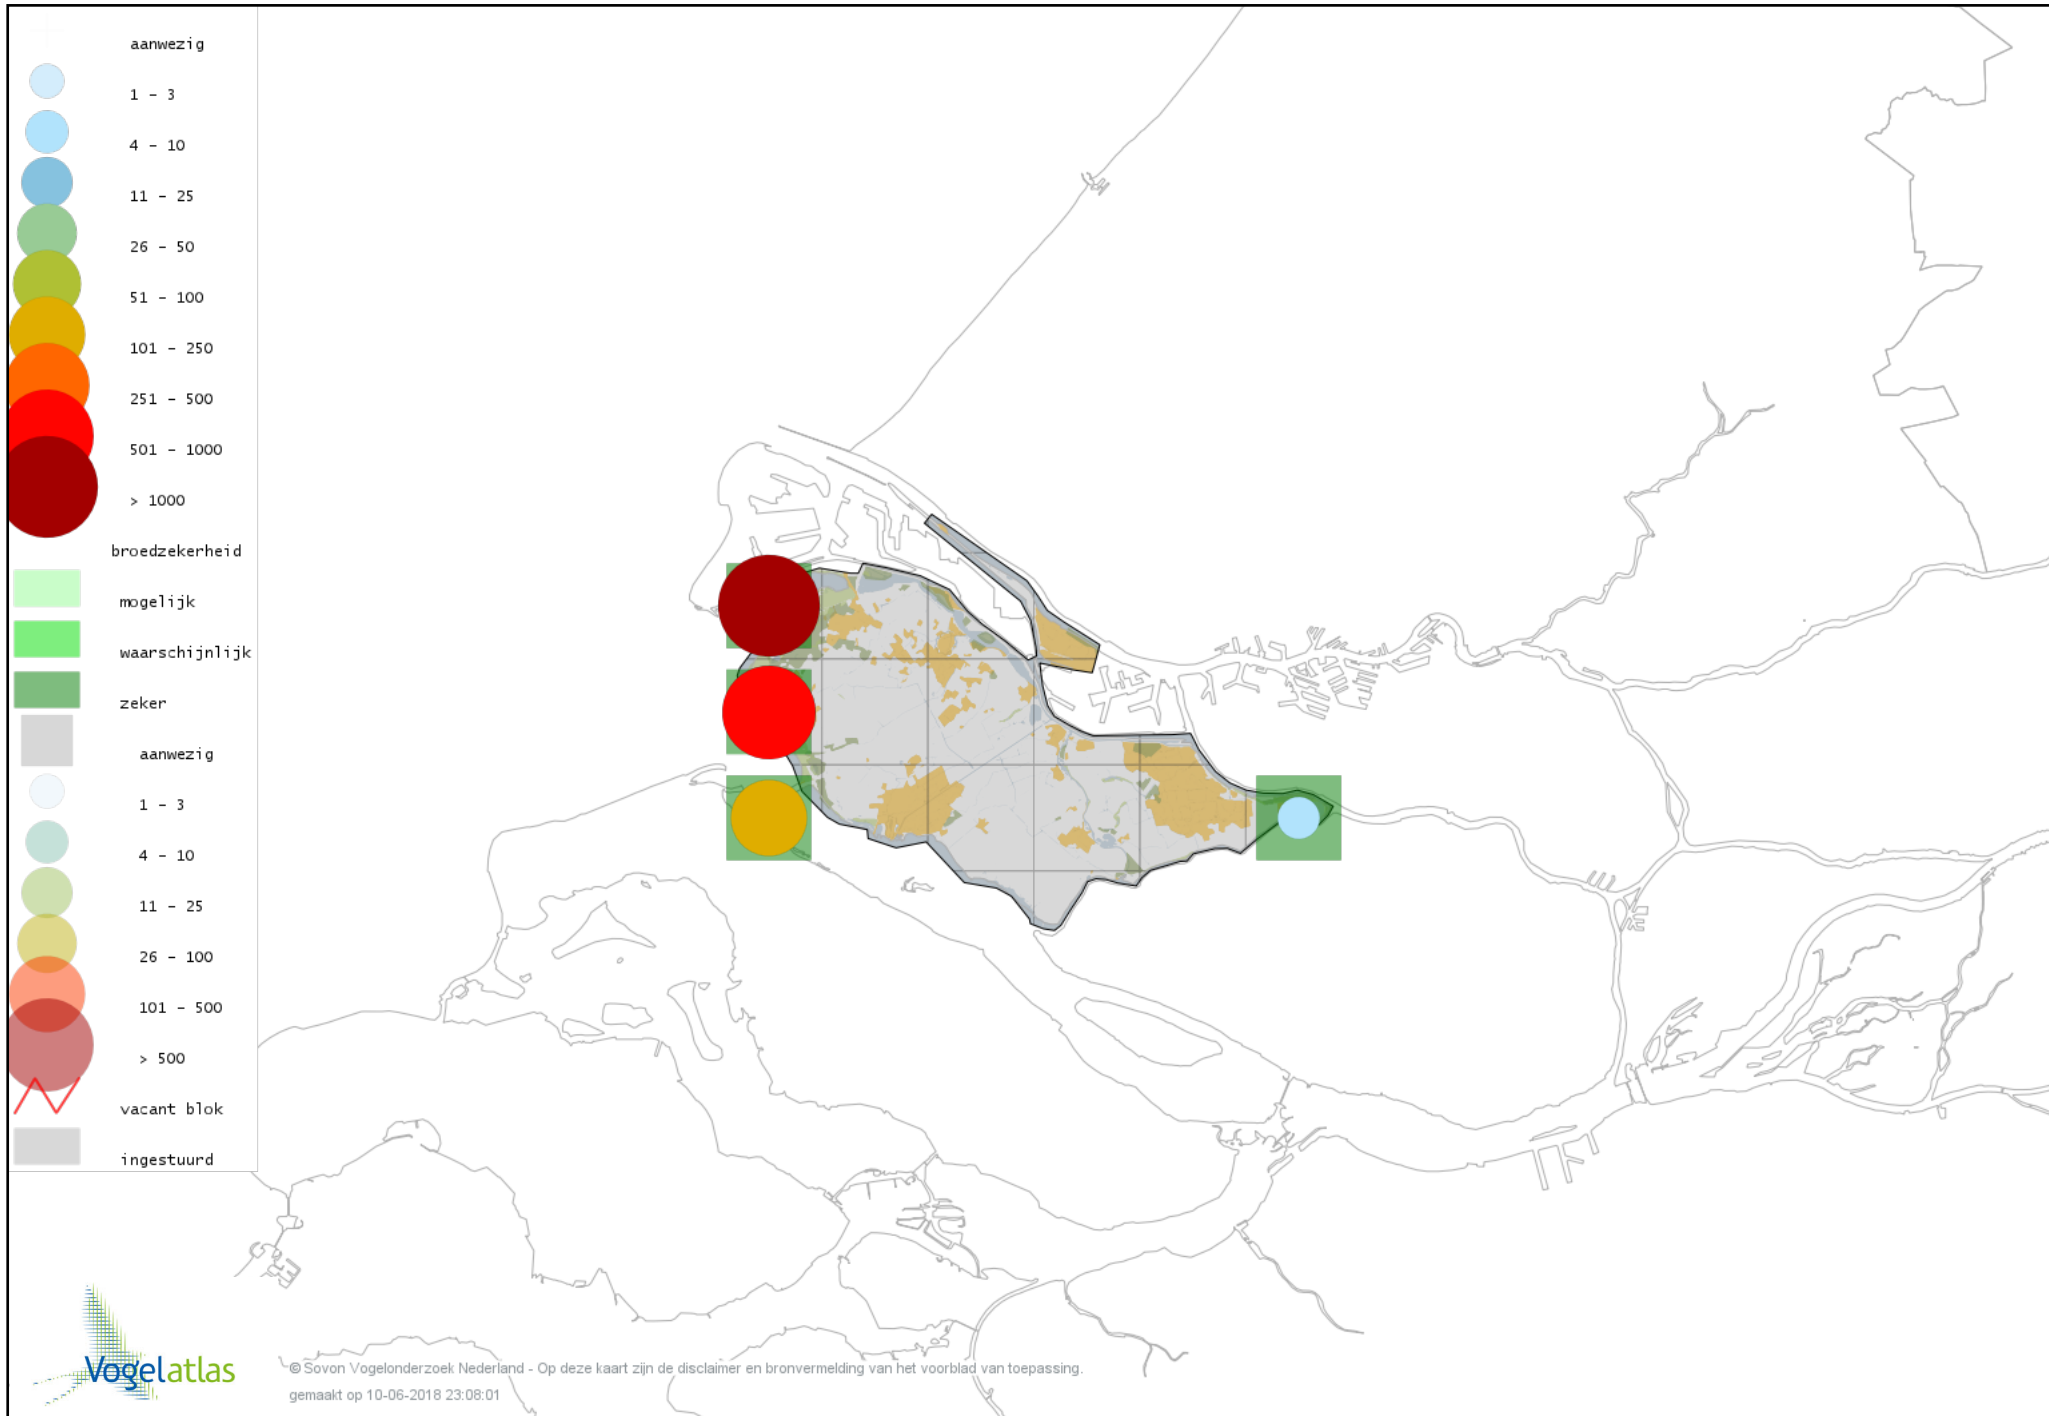 aanwezig
1 - 3
4 - 10
11 - 25
26 - 50
51 - 100
101 - 250
251 - 500
501 - 1000
> 1000
broedzekerheid
mogelijk
waarschijnlijk
zeker
aanwezig
1 - 3
4 - 10
11 - 25
26 - 100
101 - 500
> 500
vacant blok
ingestuurd
Vogelatlas
© Sovon Vogelonderzoek Nederland - Op deze kaart zijn de disclaimer en bronvermelding van het voorblad van toepassing.
gemaakt op 10-06-2018 23:08:01